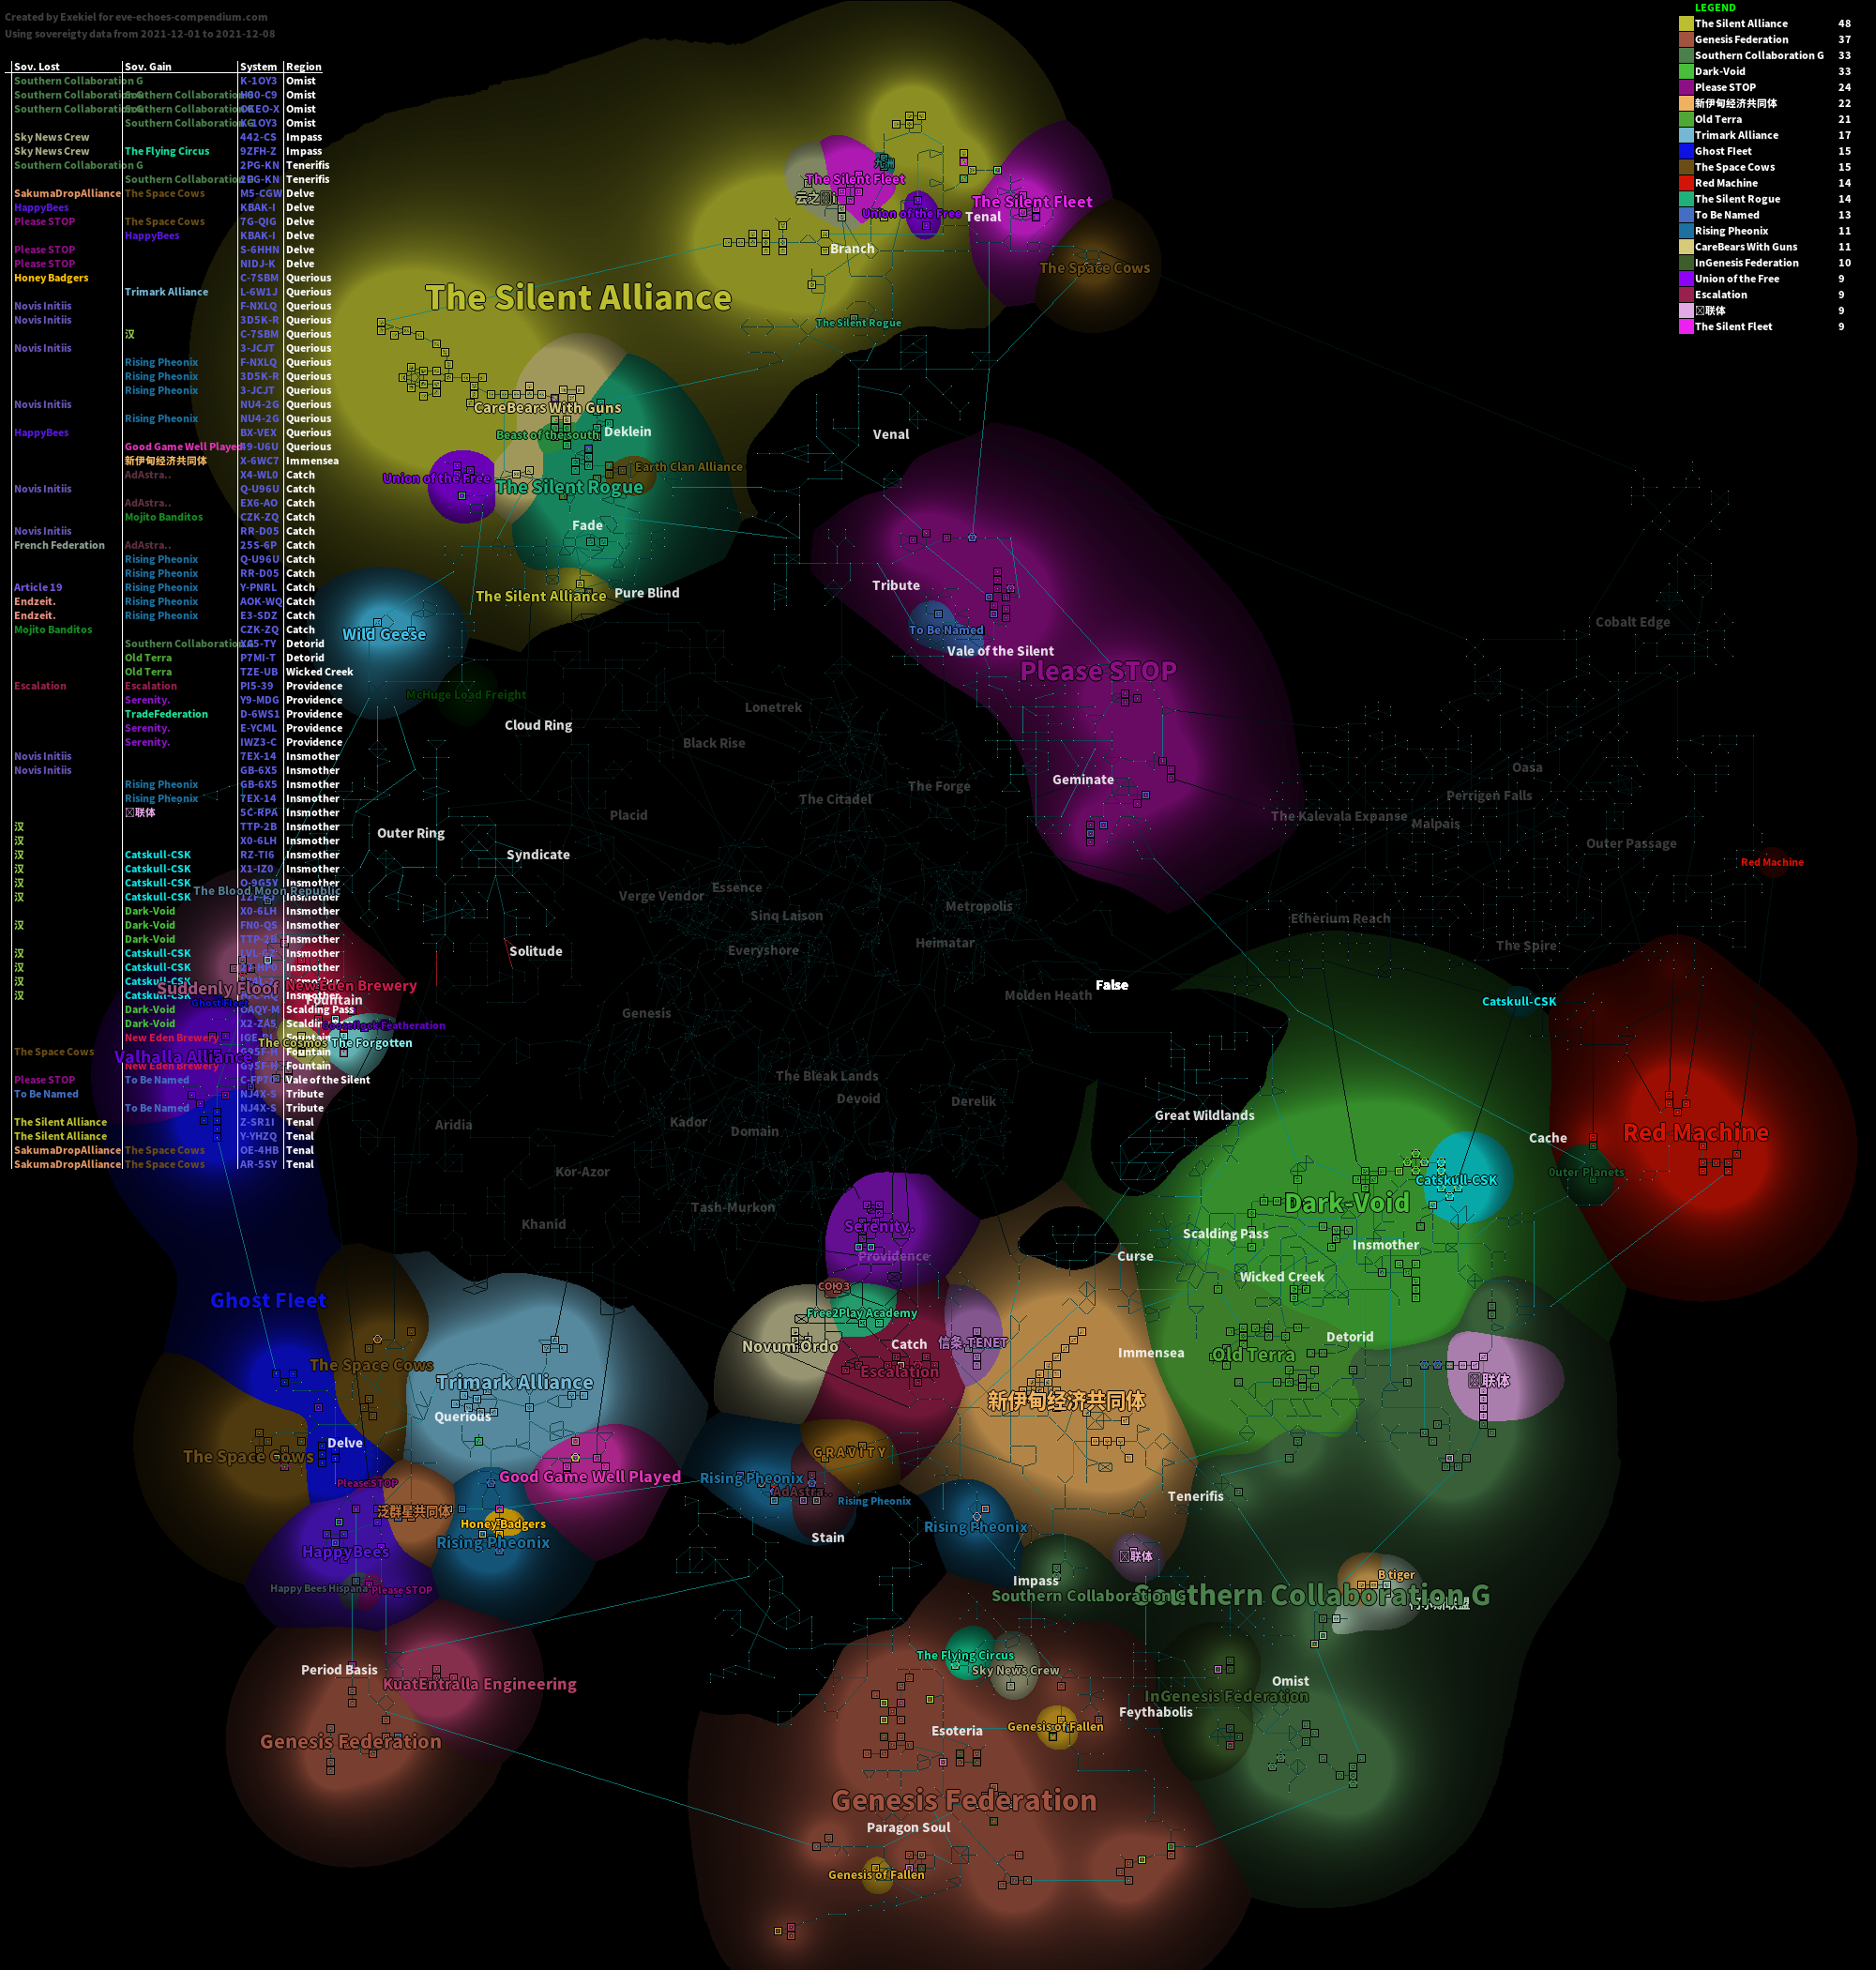 Created by Exekiel for eve-echoes-compendium.com
Using sovereigty data from 2021-12-01 to 2021-12-08
Sov. Lost Sov. Gain System Region
Southern Collaboration G K-1OY3 Omist
Southern Collaboration G Southern Collaboration G H90-C9 Omist
Southern Collaboration G Southern Collaboration G OKEO-X Omist
Southern Collaboration G K-1OY3 Omist
Sky News Crew 442-CS Impass
Sky News Crew The Flying Circus 9ZFH-Z Impass
Southern Collaboration G 2PG-KN Tenerifis
Southern Collaboration G 2PG-KN Tenerifis
SakumaDropAlliance The Space Cows M5-CGW Delve
HappyBees KBAK-I Delve
Please STOP The Space Cows 7G-QIG Delve
HappyBees KBAK-I Delve
Please STOP S-6HHN Delve
Please STOP NIDJ-K Delve
Honey Badgers C-7SBM Querious
Trimark Alliance L-6W1J Querious
Novis Initiis F-NXLQ Querious
Novis Initiis 3D5K-R Querious
汉 C-7SBM Querious
Novis Initiis 3-JCJT Querious
Rising Pheonix F-NXLQ Querious
Rising Pheonix 3D5K-R Querious
Rising Pheonix 3-JCJT Querious
Novis Initiis NU4-2G Querious
Rising Pheonix NU4-2G Querious
HappyBees BX-VEX Querious
Good Game Well Played 49-U6U Querious
新伊甸经济共同体 X-6WC7 Immensea
AdAstra.. X4-WL0 Catch
Novis Initiis Q-U96U Catch
AdAstra.. EX6-AO Catch
Mojito Banditos CZK-ZQ Catch
Novis Initiis RR-D05 Catch
French Federation AdAstra.. 25S-6P Catch
Rising Pheonix Q-U96U Catch
Rising Pheonix RR-D05 Catch
Article 19 Rising Pheonix Y-PNRL Catch
Endzeit. Rising Pheonix AOK-WQ Catch
Endzeit. Rising Pheonix E3-SDZ Catch
Mojito Banditos CZK-ZQ Catch
Southern Collaboration G XG5-TY Detorid
Old Terra P7MI-T Detorid
Old Terra TZE-UB Wicked Creek
Escalation Escalation PI5-39 Providence
Serenity. Y9-MDG Providence
TradeFederation D-6WS1 Providence
Serenity. E-YCML Providence
Serenity. IWZ3-C Providence
Novis Initiis 7EX-14 Insmother
Novis Initiis GB-6X5 Insmother
Rising Pheonix GB-6X5 Insmother
Rising Pheonix 7EX-14 Insmother
联体 5C-RPA Insmother
汉 TTP-2B Insmother
汉 X0-6LH Insmother
汉 Catskull-CSK RZ-TI6 Insmother
汉 Catskull-CSK X1-IZ0 Insmother
汉 Catskull-CSK O-9G5Y Insmother
汉 Catskull-CSK Insmother
Dark-Void X0-6LH Insmother
汉 Dark-Void FN0-QS Insmother
Dark-Void TTP-2B Insmother
汉 Catskull-CSK Insmother
汉 Catskull-CSK Insmother
汉 Catskull-CSK Insmother
汉 Catskull-CSK Insmother
Dark-Void OAQY-M Scalding Pass
Dark-Void X2-ZA5 Scalding
New Eden Brewery Fountain
The Space Cows G95F-H Fountain
New Eden Brewery G95F-H Fountain
Please STOP To Be Named Vale of the Silent
To Be Named NJ4X-S Tribute
To Be Named NJ4X-S Tribute
The Silent Alliance Z-SR1I Tenal
The Silent Alliance Y-YHZQ Tenal
SakumaDropAlliance The Space Cows OE-4HB Tenal
SakumaDropAlliance The Space Cows AR-5SY Tenal
LEGEND
The Silent Alliance 48
Genesis Federation 37
Southern Collaboration G 33
Dark-Void 33
Please STOP 24
新伊甸经济共同体 22
Old Terra 21
Trimark Alliance 17
Ghost Fleet 15
The Space Cows 15
Red Machine 14
The Silent Rogue 14
To Be Named 13
Rising Pheonix 11
CareBears With Guns 11
InGenesis Federation 10
Union of the Free 9
Escalation 9
联体 9
The Silent Fleet 9
The Silent Fleet
The Silent Fleet
Union of the Free
Tenal
Branch
The Space Cows
The Silent Alliance
The Silent Rogue
CareBears With Guns
Beast of the south
Deklein
Venal
Earth Clan Alliance
Union of the Free
The Silent Rogue
Fade
Tribute
Pure Blind
The Silent Alliance
Wild Geese
To Be Named
Cobalt Edge
Vale of the Silent
Please STOP
McHuge Load Freight
Lonetrek
Cloud Ring
Black Rise
Oasa
Geminate
The Forge
Perrigen Falls
The Citadel
Placid
The Kalevala Expanse
Malpais
Outer Ring
Outer Passage
Syndicate
Red Machine
The Blood Moon Republic
Essence
Verge Vendor
Metropolis
Sinq Laison
Etherium Reach
Heimatar
The Spire
Everyshore
Solitude
False
Suddenly Floof
New Eden Brewery
Molden Heath
Fountain
Ghost Fleet
Catskull-CSK
Genesis
The Cosmos
The Forgotten
Valhalla Alliance
The Bleak Lands
Devoid
Derelik
Great Wildlands
Aridia
Kador
Domain
Cache
Red Machine
Kor-Azor
Outer Planets
Catskull-CSK
Dark-Void
Tash-Murkon
Khanid
Serenity.
Scalding Pass
Insmother
Providence
Curse
Wicked Creek
СОЮЗ
Ghost Fleet
Free2Play Academy
Detorid
Novum Ordo
Catch
信条-TENET
Immensea
Old Terra
The Space Cows
Escalation
Trimark Alliance
联体
新伊甸经济共同体
Querious
Delve
The Space Cows
G R A V I T Y
Good Game Well Played
Rising Pheonix
Please STOP
AdAstra..
Tenerifis
Rising Pheonix
泛群星共同体
Honey Badgers
Rising Pheonix
Stain
Rising Pheonix
HappyBees
联体
B tiger
Impass
Happy Bees Hispana
Please STOP
Southern Collaboration G
Southern Collaboration G
The Flying Circus
Sky News Crew
Period Basis
KuatEntralla Engineering
Omist
InGenesis Federation
Feythabolis
Esoteria
Genesis of Fallen
Genesis Federation
Genesis Federation
Paragon Soul
Genesis of Fallen